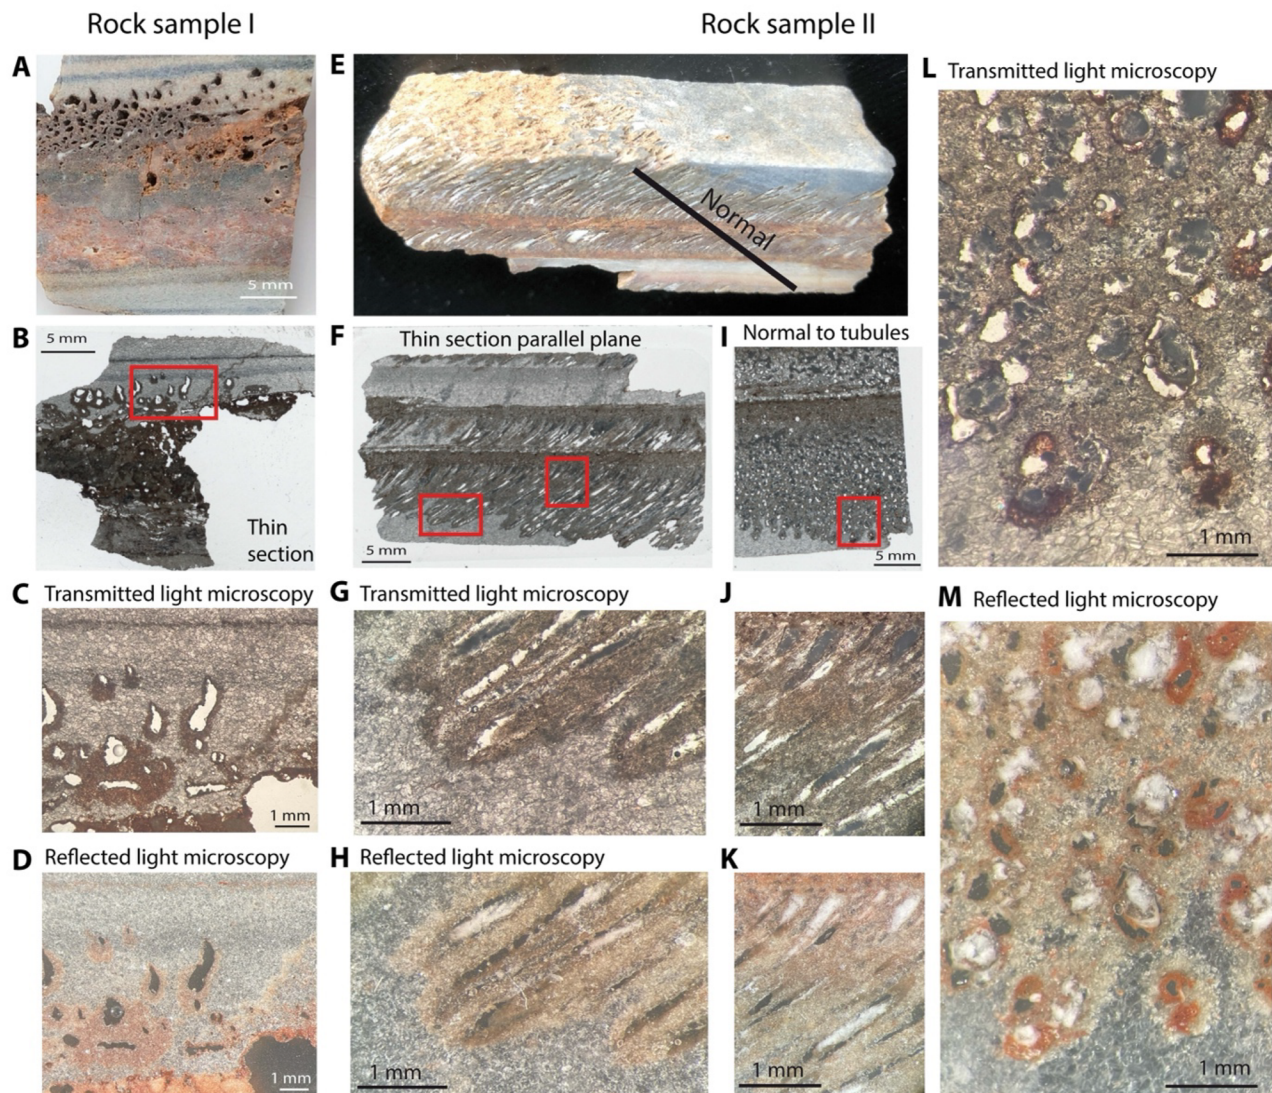 Rock sample I
Rock sample II
A
5 mm
B
5 mm
Thin
section
C Transmitted light microscopy
1 mm
D Reflected light microscopy
1 mm
E
Normal
F
Thin section parallel plane
5 mm
G Transmitted light microscopy
1 mm
H Reflected light microscopy
1 mm
I Normal to tubules
5 mm
J
1 mm
K
1 mm
L Transmitted light microscopy
1 mm
M Reflected light microscopy
1 mm